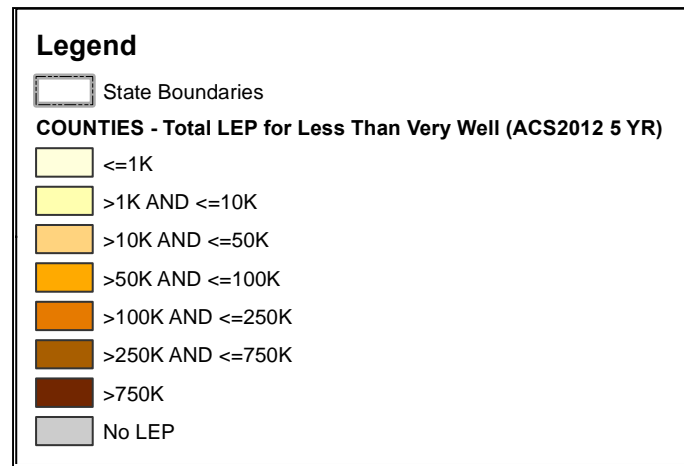 Legend
State Boundaries
COUNTIES - Total LEP for Less Than Very Well (ACS2012 5 YR)
<=1K
>1K AND <=10K
>10K AND <=50K
>50K AND <=100K
>100K AND <=250K
>250K AND <=750K
>750K
No LEP